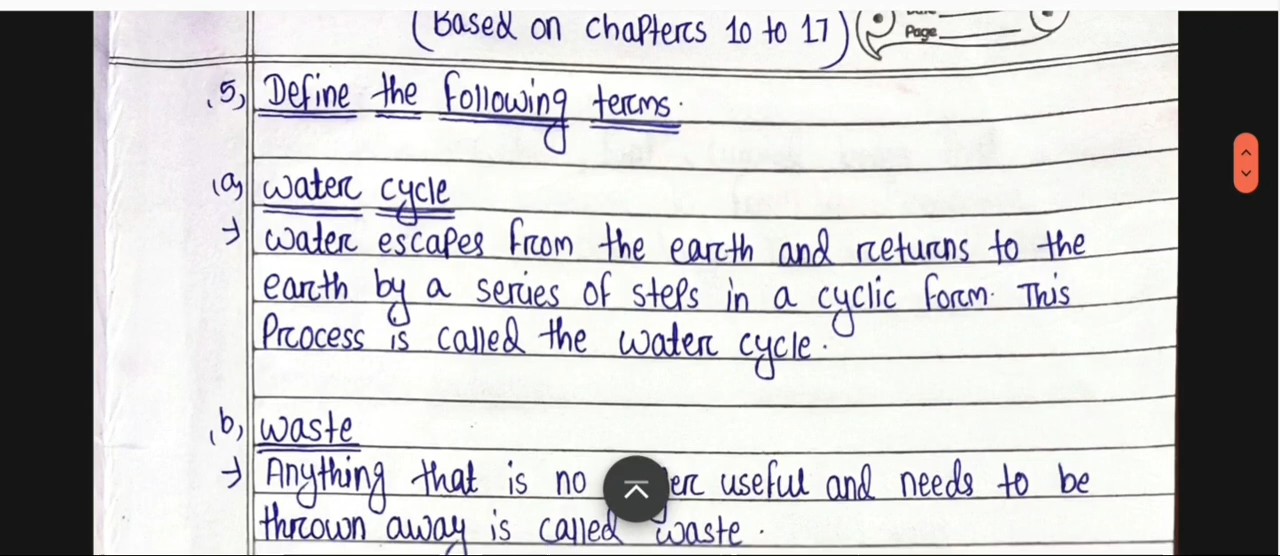 (Based on chapters 10 to 17)
Page
5) Define the following terms.
a) water cycle
→ water escapes from the earth and returns to the
earth by a series of steps in a cyclic form. This
Process is called the water cycle.
b) waste
→ Anything that is no er useful and needs to be
thrown away is called waste.